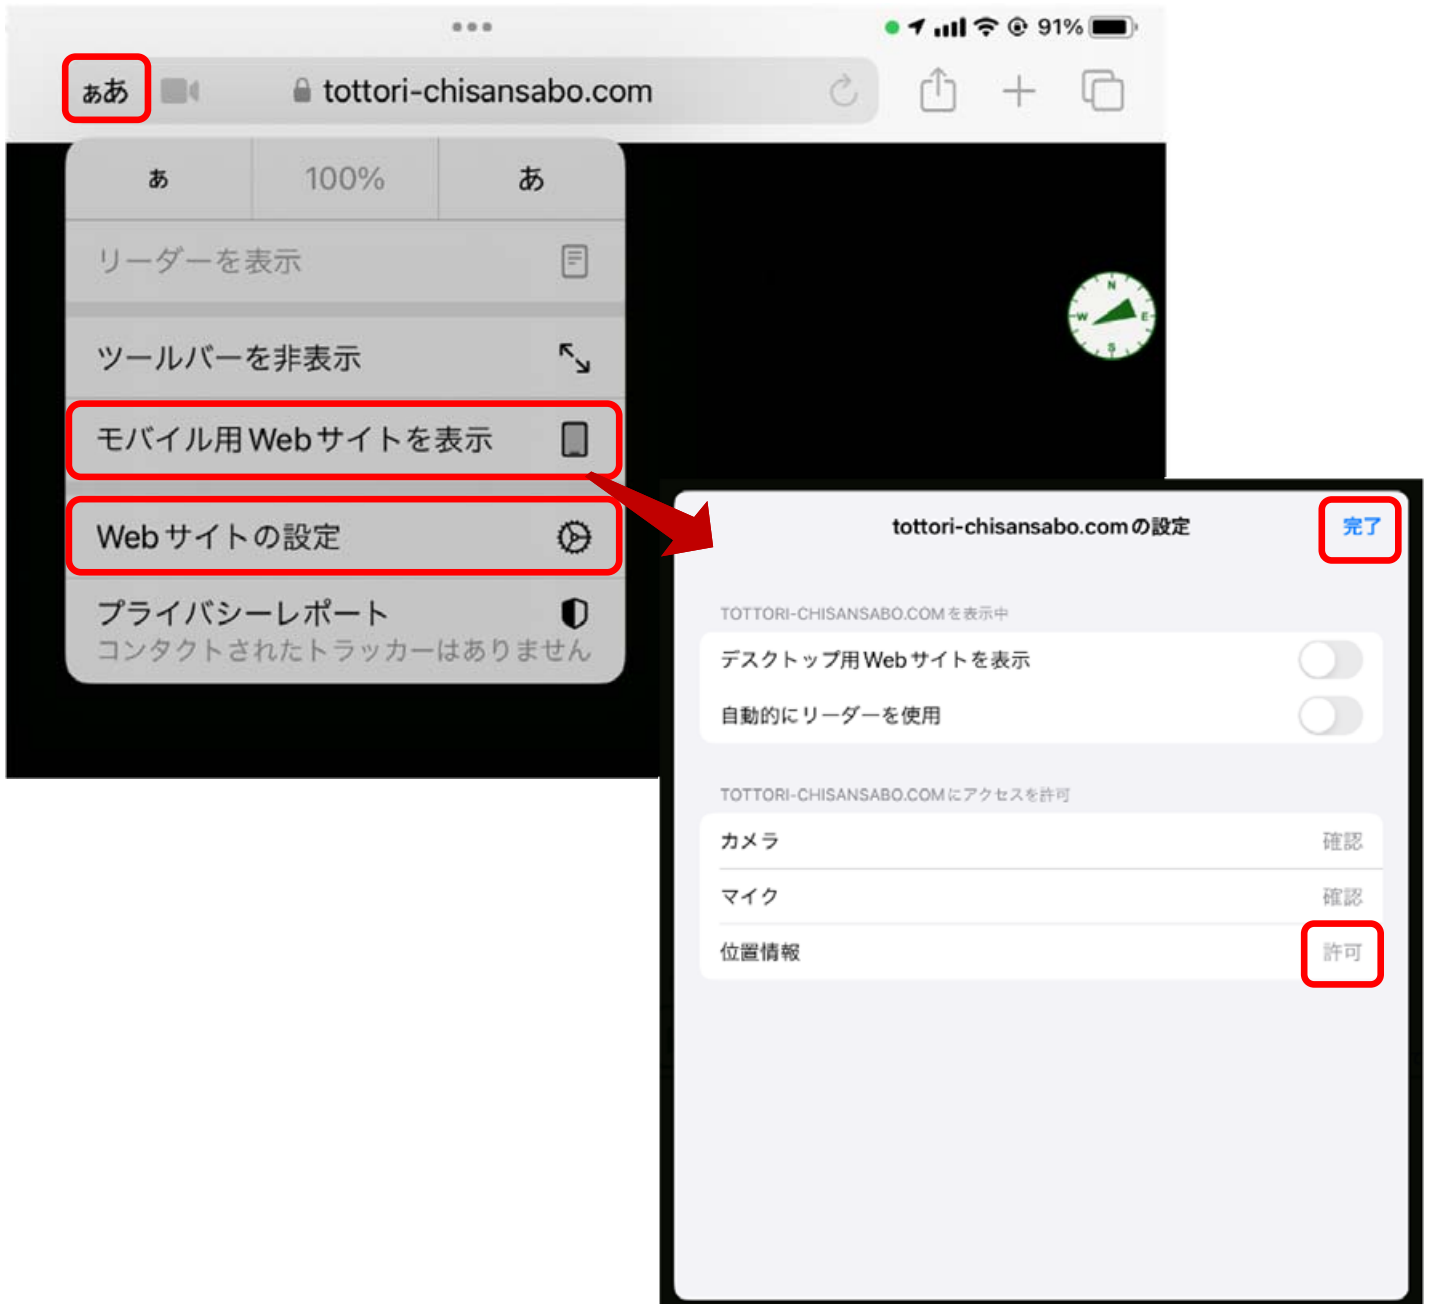 91%
ぁあ
tottori-chisansabo.com
あ 100% あ
リーダーを表示
N
W E
S
ツールバーを非表示
モバイル用Webサイトを表示
Webサイトの設定
プライバシーレポート
コンタクトされたトラッカーはありません
tottori-chisansabo.comの設定 完了
TOTTORI-CHISANSABO.COMを表示中
デスクトップ用Webサイトを表示
自動的にリーダーを使用
TOTTORI-CHISANSABO.COMにアクセスを許可
カメラ 確認
マイク 確認
位置情報 許可